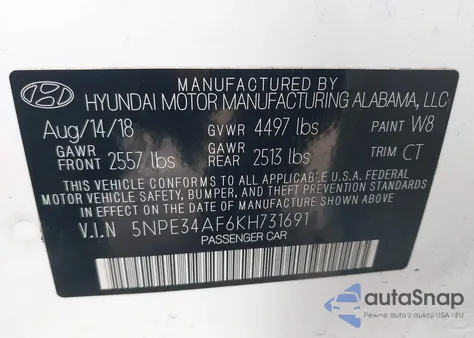 MANUFACTURED BY
HYUNDAI MOTOR MANUFACTURING ALABAMA, LLC
Aug/14/18 GVWR 4497 lbs PAINT W8
GAWR FRONT 2557 lbs GAWR REAR 2513 lbs TRIM CT
THIS VEHICLE CONFORMS TO ALL APPLICABLE U.S.A FEDERAL
MOTOR VEHICLE SAFETY, BUMPER, AND THEFT PREVENTION STANDARDS
IN EFFECT ON THE DATE OF MANUFACTURE SHOWN ABOVE.
V.I.N 5NPE34AF6KH731691
PASSENGER CAR
autoSnap
Pewne auta z aukcji USA i EU